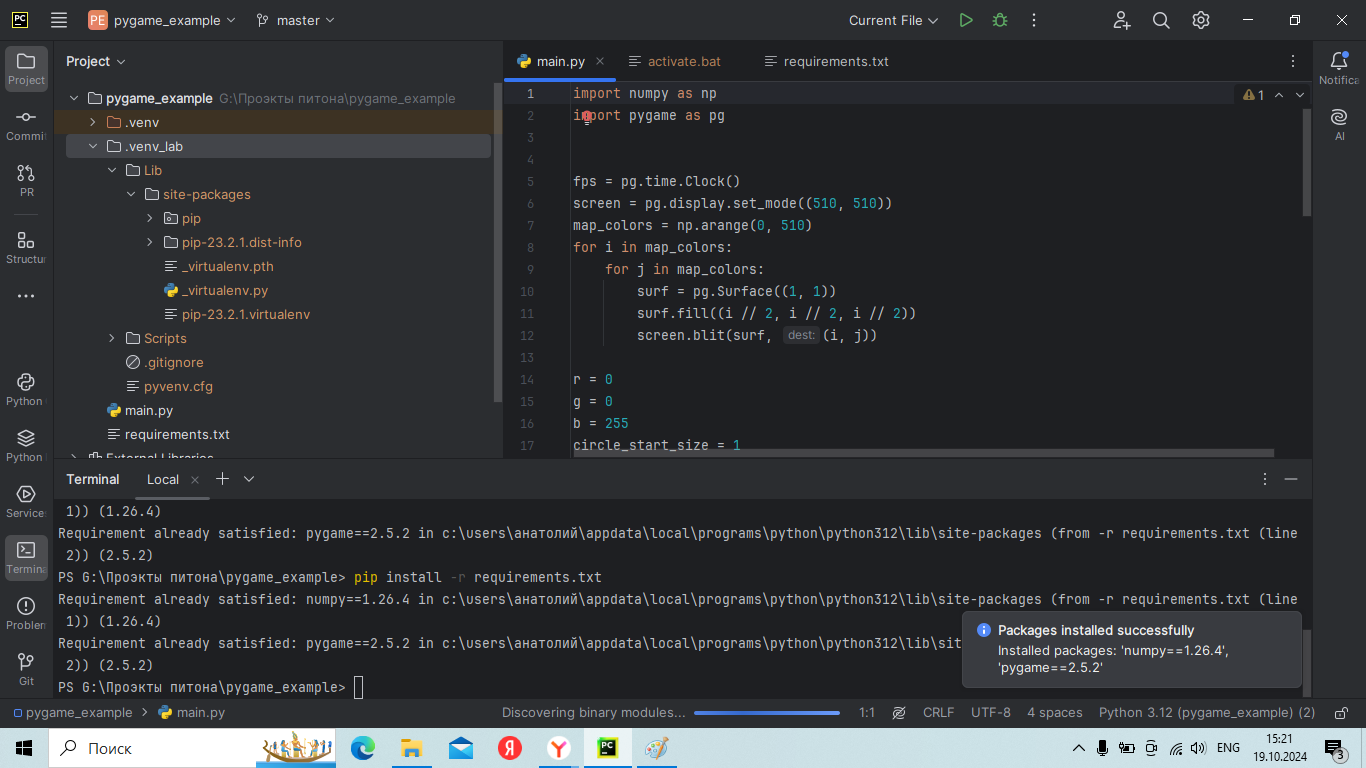 PC
PE pygame_example
master
Current File
Project
Commit
PR
Structur
Python
Python
Service
Termina
Problem
Git
Project
pygame_example G:\Проэкты питона\pygame_example
.venv
.venv_lab
Lib
site-packages
pip
pip-23.2.1.dist-info
_virtualenv.pth
_virtualenv.py
pip-23.2.1.virtualenv
Scripts
.gitignore
pyvenv.cfg
main.py
requirements.txt
External Libraries
main.py
activate.bat
requirements.txt
1 import numpy as np
2 import pygame as pg
3
4
5 fps = pg.time.Clock()
6 screen = pg.display.set_mode((510, 510))
7 map_colors = np.arange(0, 510)
8 for i in map_colors:
9 for j in map_colors:
10 surf = pg.Surface((1, 1))
11 surf.fill((i // 2, i // 2, i // 2))
12 screen.blit(surf, dest: (i, j))
13
14 r = 0
15 g = 0
16 b = 255
17 circle_start_size = 1
1
Notifica
AI
Terminal
Local
1)) (1.26.4)
Requirement already satisfied: pygame==2.5.2 in c:\users\анатолий\appdata\local\programs\python\python312\lib\site-packages (from -r requirements.txt (line
2)) (2.5.2)
PS G:\Проэкты питона\pygame_example> pip install -r requirements.txt
Requirement already satisfied: numpy==1.26.4 in c:\users\анатолий\appdata\local\programs\python\python312\lib\site-packages (from -r requirements.txt (line
1)) (1.26.4)
Requirement already satisfied: pygame==2.5.2 in c:\users\анатолий\appdata\local\programs\python\python312\lib\site
2)) (2.5.2)
PS G:\Проэкты питона\pygame_example>
Packages installed successfully
Installed packages: 'numpy==1.26.4',
'pygame==2.5.2'
pygame_example
main.py
Discovering binary modules...
1:1
CRLF
UTF-8
4 spaces
Python 3.12 (pygame_example) (2)
Поиск
Я
Y
PC
ENG
15:21
19.10.2024
3